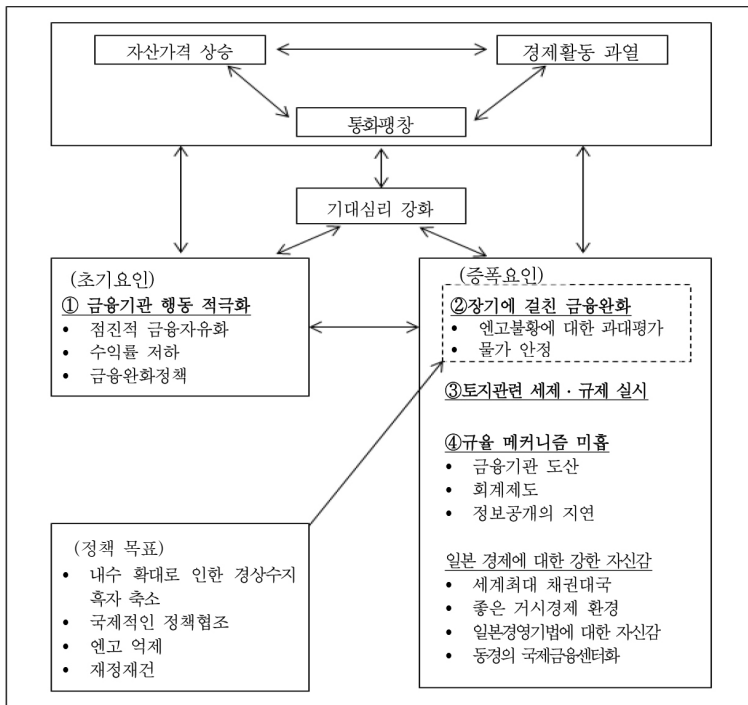 자산가격 상승
경제활동 과열
통화팽창
기대심리 강화
(초기요인)
① 금융기관 행동 적극화
• 점진적 금융자유화
• 수익률 저하
• 금융완화정책
(증폭요인)
②장기에 걸친 금융완화
• 엔고불황에 대한 과대평가
• 물가 안정
③토지관련 세제 · 규제 실시
④규율 메커니즘 미흡
• 금융기관 도산
• 회계제도
• 정보공개의 지연
일본 경제에 대한 강한 자신감
• 세계최대 채권대국
• 좋은 거시경제 환경
• 일본경영기법에 대한 자신감
• 동경의 국제금융센터화
(정책 목표)
• 내수 확대로 인한 경상수지
흑자 축소
• 국제적인 정책협조
• 엔고 억제
• 재정재건